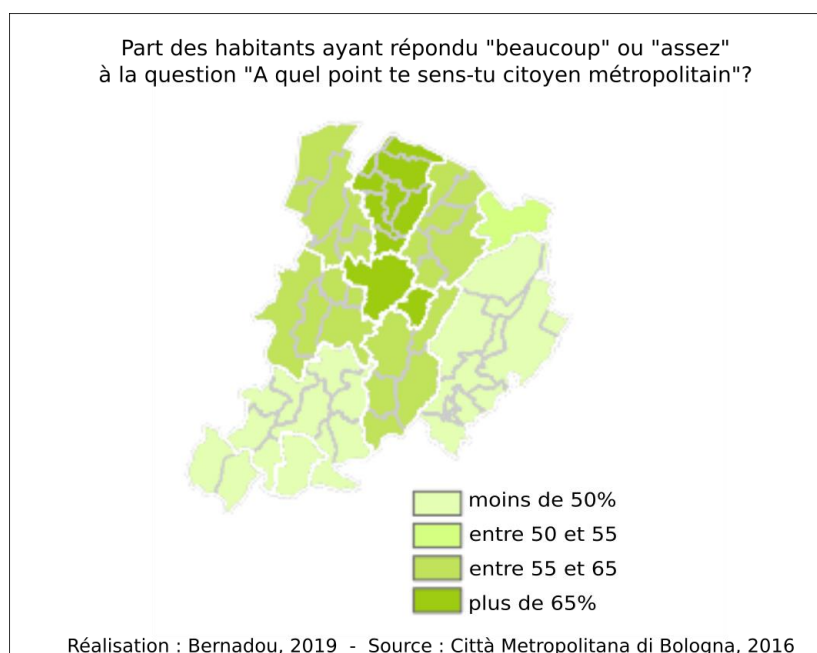 Part des habitants ayant répondu "beaucoup" ou "assez"
à la question "A quel point te sens-tu citoyen métropolitain"?
moins de 50%
entre 50 et 55
entre 55 et 65
plus de 65%
Réalisation : Bernadou, 2019 - Source : Città Metropolitana di Bologna, 2016